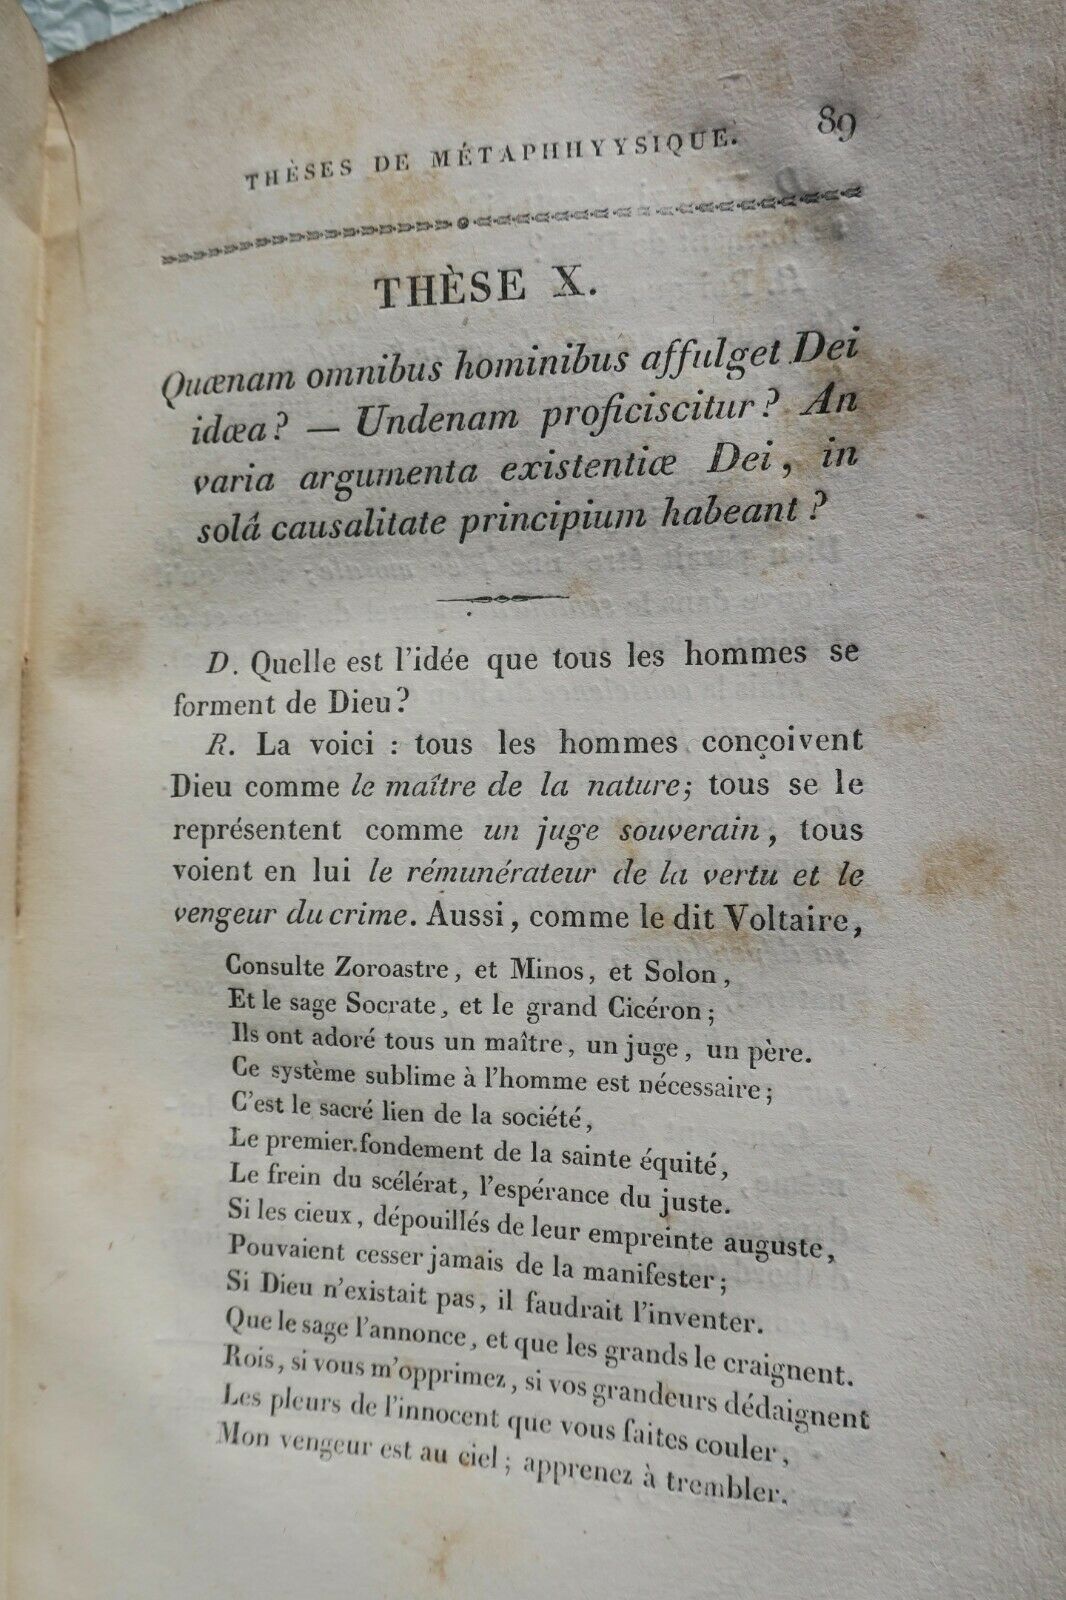 THÈSES DE MÉTAPHHYYSIQUE. 89
THÈSE X.
Quænam omnibus hominibus affulget Dei
idæa? — Undenam proficiscitur? An
varia argumenta existentiæ Dei, in
solâ causalitate principium habeant?
D. Quelle est l'idée que tous les hommes se
forment de Dieu?
R. La voici : tous les hommes conçoivent
Dieu comme le maître de la nature; tous se le
représentent comme un juge souverain, tous
voient en lui le rémunérateur de la vertu et le
vengeur du crime. Aussi, comme le dit Voltaire,
Consulte Zoroastre, et Minos, et Solon,
Et le sage Socrate, et le grand Cicéron;
Ils ont adoré tous un maître, un juge, un père.
Ce système sublime à l'homme est nécessaire;
C'est le sacré lien de la société,
Le premier fondement de la sainte équité,
Le frein du scélérat, l'espérance du juste.
Si les cieux, dépouillés de leur empreinte auguste,
Pouvaient cesser jamais de la manifester;
Si Dieu n'existait pas, il faudrait l'inventer.
Que le sage l'annonce, et que les grands le craignent.
Rois, si vous m'opprimez, si vos grandeurs dédaignent
Les pleurs de l'innocent que vous faites couler,
Mon vengeur est au ciel; apprenez à trembler.